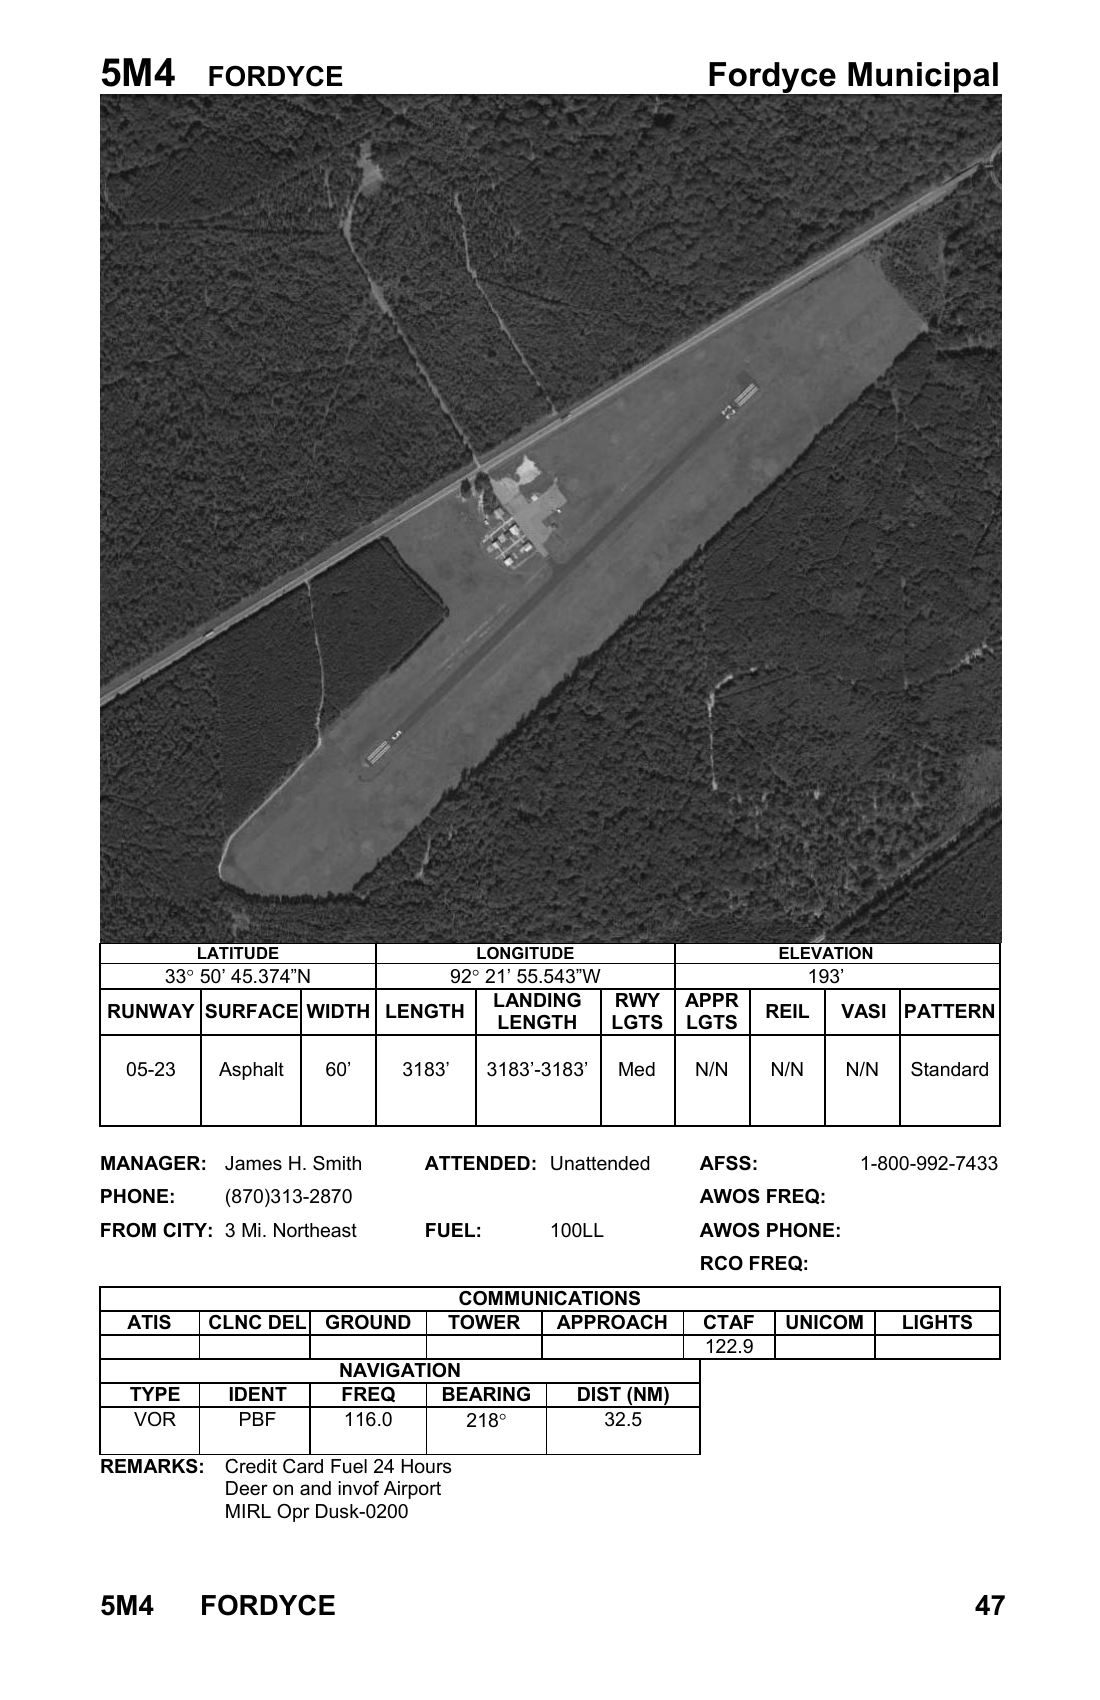 5M4 FORDYCE Fordyce Municipal
LATITUDE LONGITUDE ELEVATION
33° 50' 45.374”N 92° 21' 55.543”W 193’
RUNWAY SURFACE WIDTH LENGTH LANDING LENGTH RWY LGTS APPR LGTS REIL VASI PATTERN
05-23 Asphalt 60’ 3183’ 3183’-3183’ Med N/N N/N N/N Standard
MANAGER: James H. Smith ATTENDED: Unattended AFSS: 1-800-992-7433
PHONE: (870)313-2870 AWOS FREQ:
FROM CITY: 3 Mi. Northeast FUEL: 100LL AWOS PHONE:
RCO FREQ:
COMMUNICATIONS
ATIS CLNC DEL GROUND TOWER APPROACH CTAF UNICOM LIGHTS
122.9
NAVIGATION
TYPE IDENT FREQ BEARING DIST (NM)
VOR PBF 116.0 218° 32.5
REMARKS: Credit Card Fuel 24 Hours
Deer on and invof Airport
MIRL Opr Dusk-0200
5M4 FORDYCE 47